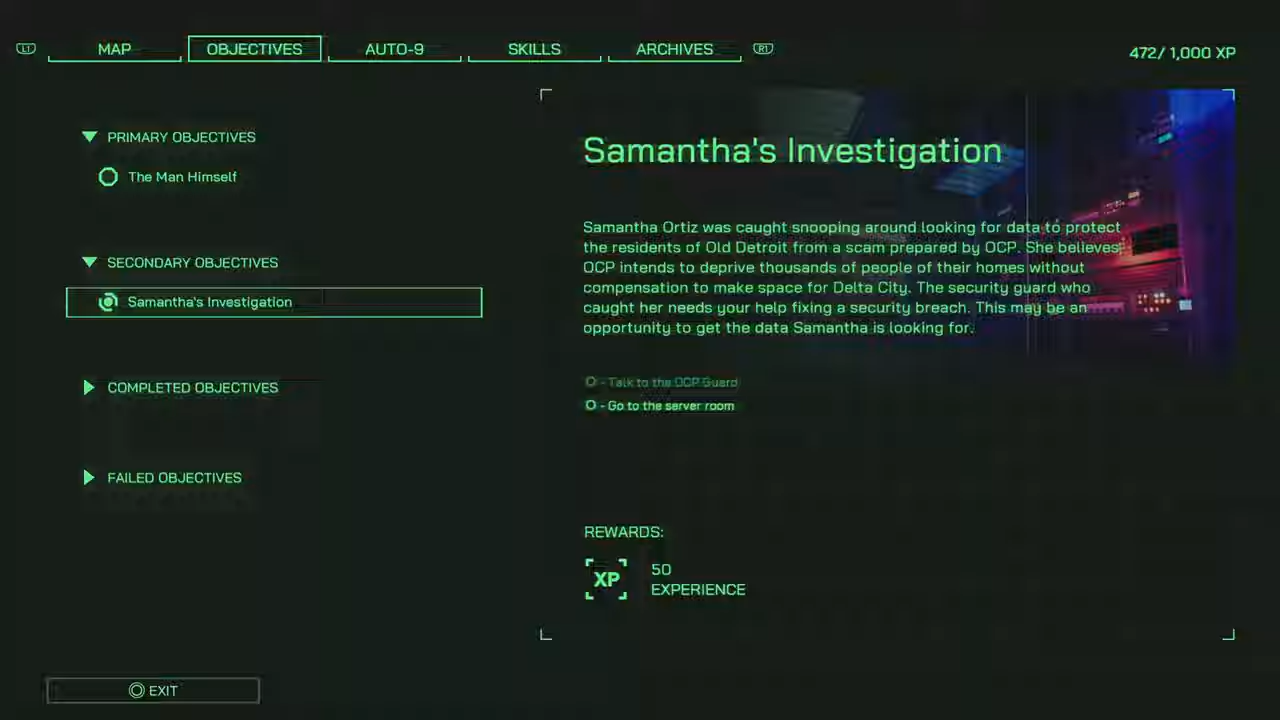 L1 MAP OBJECTIVES AUTO-9 SKILLS ARCHIVES R1
472/ 1,000 XP
PRIMARY OBJECTIVES
The Man Himself
SECONDARY OBJECTIVES
Samantha's Investigation
COMPLETED OBJECTIVES
FAILED OBJECTIVES
Samantha's Investigation
Samantha Ortiz was caught snooping around looking for data to protect
the residents of Old Detroit from a scam prepared by OCP. She believes
OCP intends to deprive thousands of people of their homes without
compensation to make space for Delta City. The security guard who
caught her needs your help fixing a security breach. This may be an
opportunity to get the data Samantha is looking for.
- Talk to the OCP Guard
- Go to the server room
REWARDS:
XP
50
EXPERIENCE
EXIT